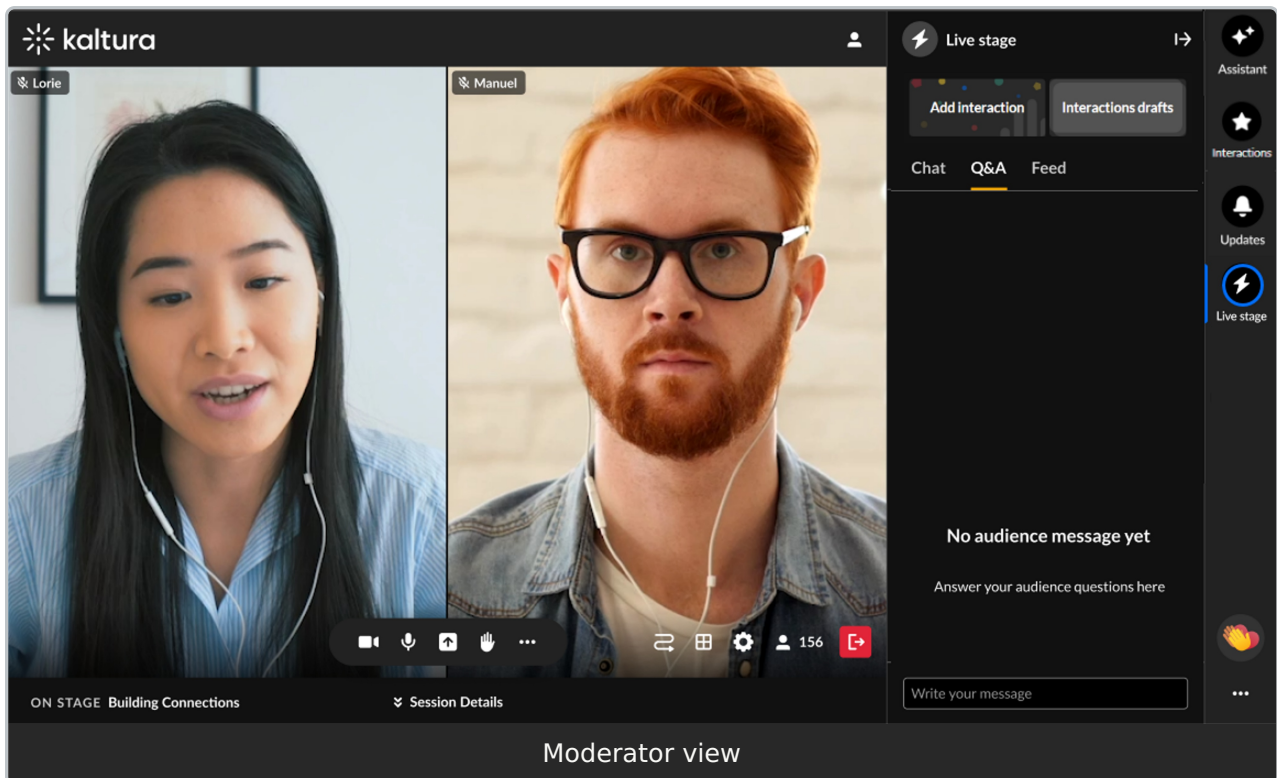 kaltura
Lorie
Manuel
156
ON STAGE Building Connections
Session Details
Live stage
Add interaction
Interactions drafts
Chat Q&A Feed
No audience message yet
Answer your audience questions here
Write your message
Assistant
Interactions
Updates
Live stage
Moderator view